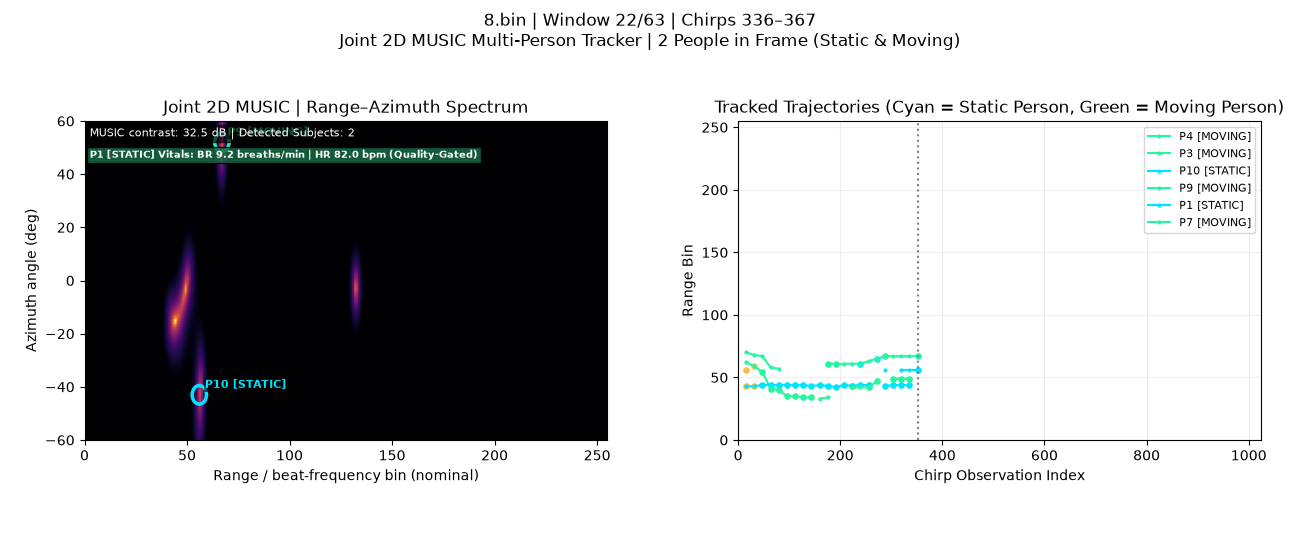 8.bin | Window 22/63 | Chirps 336–367
Joint 2D MUSIC Multi-Person Tracker | 2 People in Frame (Static & Moving)
Joint 2D MUSIC | Range–Azimuth Spectrum
MUSIC contrast: 32.5 dB | Detected Subjects: 2
P1 [STATIC] Vitals: BR 9.2 breaths/min | HR 82.0 bpm (Quality-Gated)
P10 [STATIC]
60
40
20
0
−20
−40
−60
Azimuth angle (deg)
0
50
100
150
200
250
Range / beat-frequency bin (nominal)
Tracked Trajectories (Cyan = Static Person, Green = Moving Person)
P4 [MOVING]
P3 [MOVING]
P10 [STATIC]
P9 [MOVING]
P1 [STATIC]
P7 [MOVING]
250
200
150
100
50
0
Range Bin
0
200
400
600
800
1000
Chirp Observation Index